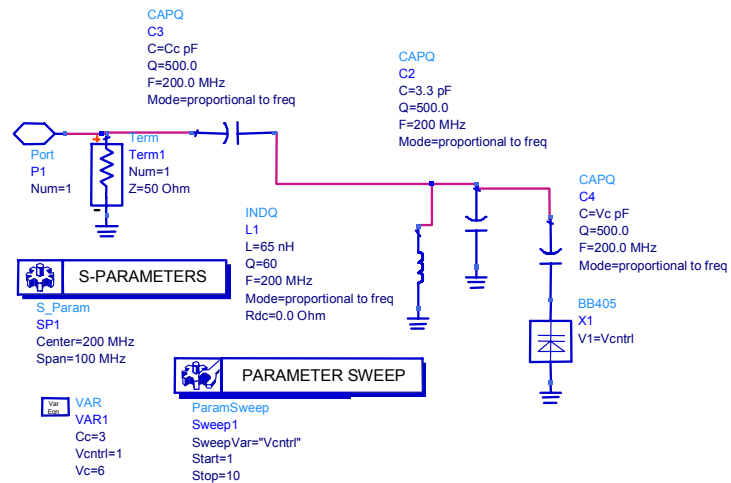 CAPQ
C3
C=Cc pF
Q=500.0
F=200.0 MHz
Mode=proportional to freq
CAPQ
C2
C=3.3 pF
Q=500.0
F=200 MHz
Mode=proportional to freq
Port
P1
Num=1
+
Term
Term1
Num=1
Z=50 Ohm
-
CAPQ
C4
C=Vc pF
Q=500.0
F=200.0 MHz
Mode=proportional to freq
INDQ
L1
L=65 nH
Q=60
F=200 MHz
Mode=proportional to freq
Rdc=0.0 Ohm
S-PARAMETERS
S_Param
SP1
Center=200 MHz
Span=100 MHz
BB405
X1
V1=Vcntrl
PARAMETER SWEEP
Var
Eqn
VAR
VAR1
Cc=3
Vcntrl=1
Vc=6
ParamSweep
Sweep1
SweepVar="Vcntrl"
Start=1
Stop=10